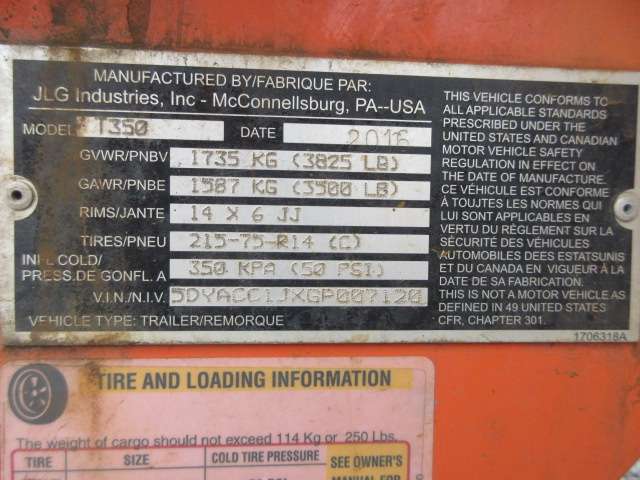 MANUFACTURED BY/FABRIQUE PAR:
JLG Industries, Inc - McConnellsburg, PA--USA
MODEL T350 DATE 2016
GVWR/PNBV 1735 KG (3825 LB)
GAWR/PNBE 1587 KG (3500 LB)
RIMS/JANTE 14 X 6 JJ
TIRES/PNEU 215-75-R14 (C)
INFL COLD/
PRESS.DE GONFL. A 350 KPA (50 PSI)
V.I.N./N.I.V. 5DYACC1JXGP007120
VEHICLE TYPE: TRAILER/REMORQUE
THIS VEHICLE CONFORMS TO
ALL APPLICABLE STANDARDS
PRESCRIBED UNDER THE
UNITED STATES AND CANADIAN
MOTOR VEHICLE SAFETY
REGULATION IN EFFECT ON
THE DATE OF MANUFACTURE.
CE VÉHICULE EST CONFORME
À TOUJTES LES NORMES QUI
LUI SONT APPLICABLES EN
VERTU DU RÈGLEMENT SUR LA
SÉCURITÉ DES VÉHICULES
AUTOMOBILES DES ESTATSUNIS
ET DU CANADA EN VIGUEUR À LA
DATE DE SA FABRICATION.
THIS IS NOT A MOTOR VEHICLE AS
DEFINED IN 49 UNITED STATES
CFR, CHAPTER 301.
1706318A
TIRE AND LOADING INFORMATION
The weight of cargo should not exceed 114 Kg or 250 Lbs.
TIRE SIZE COLD TIRE PRESSURE SEE OWNER'S
MANUAL FOR